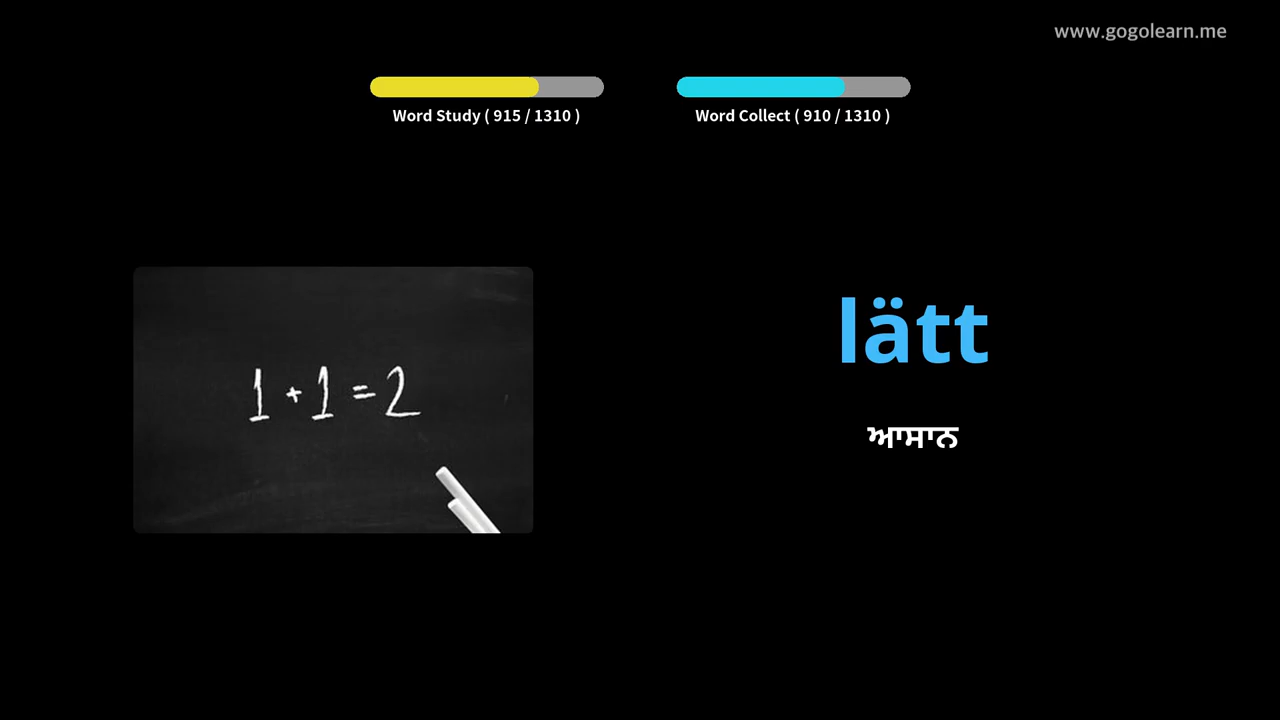 www.gogolearn.me
Word Study ( 915 / 1310 )
Word Collect ( 910 / 1310 )
1 + 1 = 2
lätt
ਆਸਾਨ